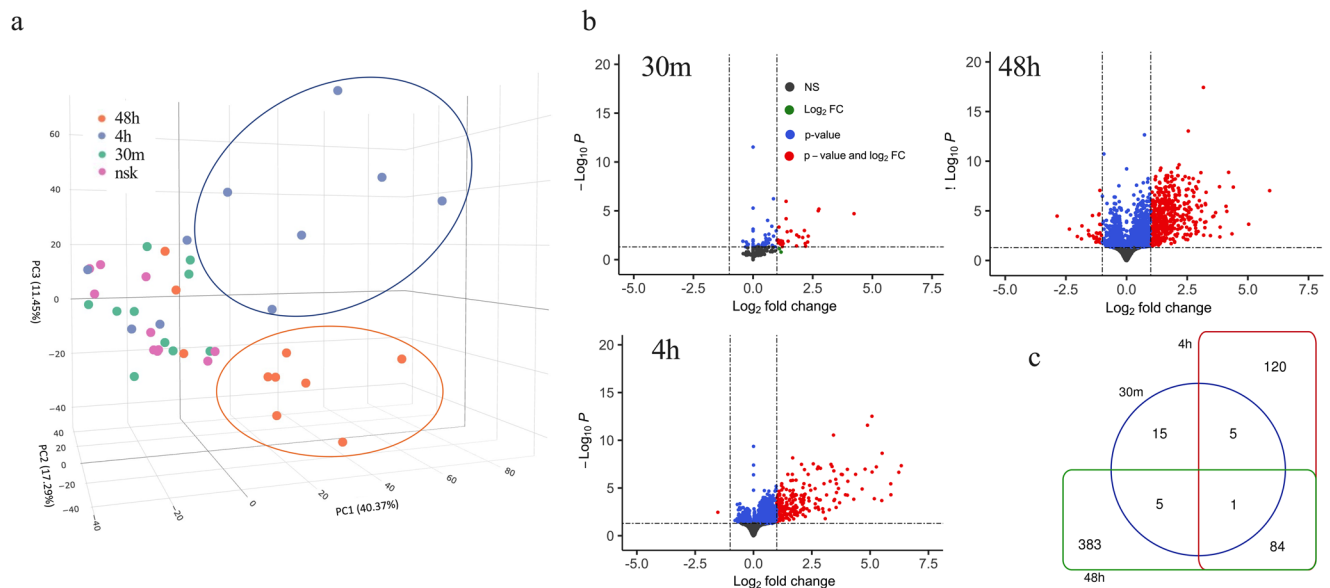 a
48h
4h
30m
nsk
60
40
20
0
−20
−40
PC3 (11.45%)
40
20
0
−20
−40
PC2 (17.29%)
−40
−20
0
20
40
60
80
PC1 (40.37%)
b
30m
20
15
10
5
0
−Log10 P
-5.0 -2.5 0.0 2.5 5.0 7.5
Log2 fold change
NS
Log2 FC
p-value
p − value and log2 FC
48h
20
15
10
5
0
! Log10 P
-5.0 -2.5 0.0 2.5 5.0 7.5
Log2 fold change
4h
20
15
10
5
0
−Log10 P
-5.0 -2.5 0.0 2.5 5.0 7.5
Log2 fold change
c
4h
120
30m
15 5
5 1
383 84
48h